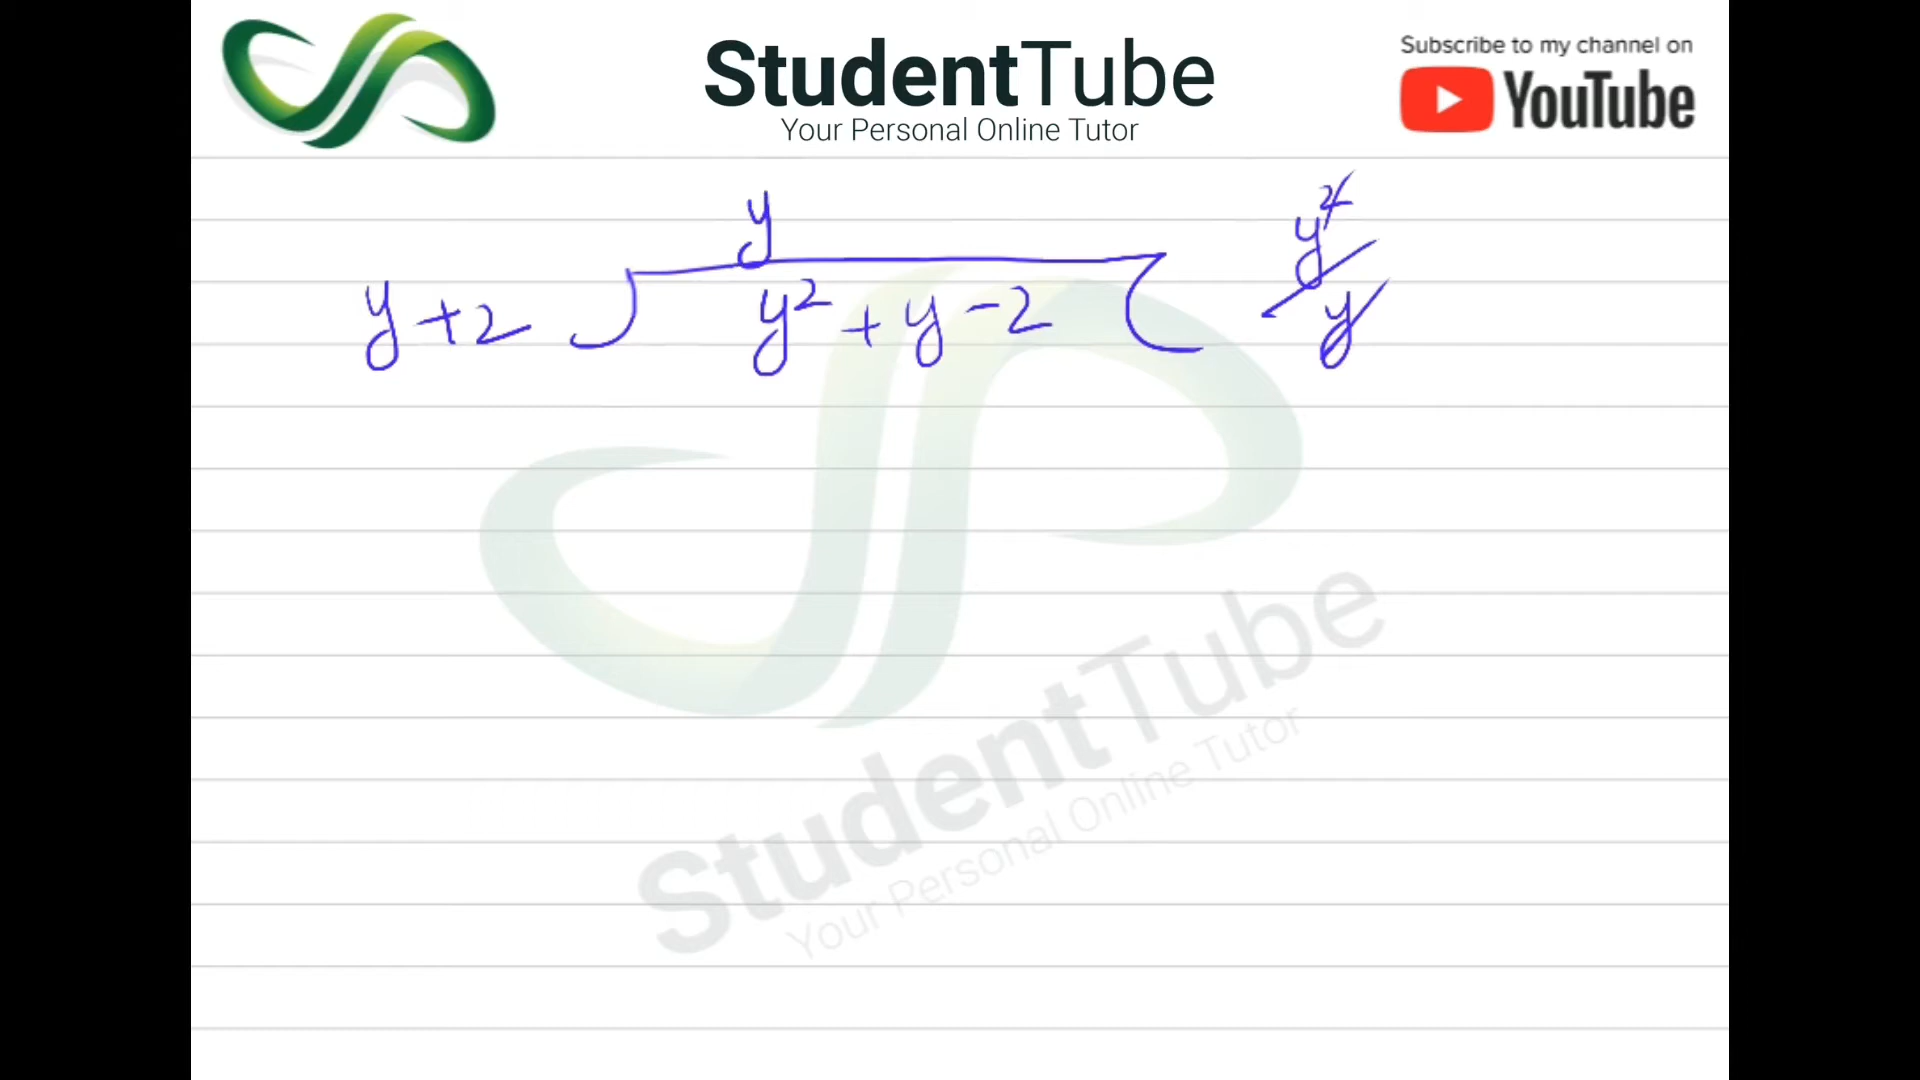 StudentTube
Your Personal Online Tutor
Subscribe to my channel on
YouTube
y
y + 2 ) y² + y - 2 (
y²
y
StudentTube
Your Personal Online Tutor